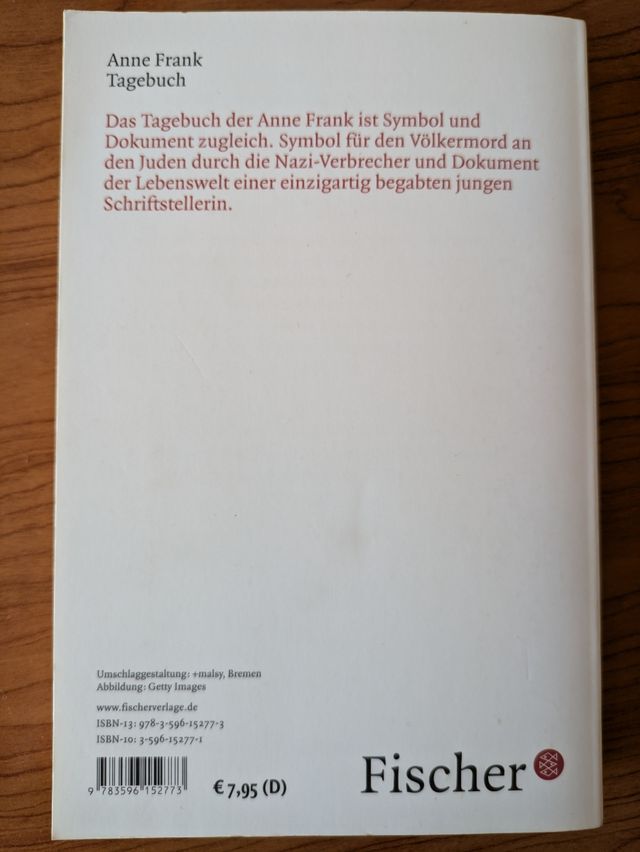 Anne Frank
Tagebuch
Das Tagebuch der Anne Frank ist Symbol und
Dokument zugleich. Symbol für den Völkermord an
den Juden durch die Nazi-Verbrecher und Dokument
der Lebenswelt einer einzigartig begabten jungen
Schriftstellerin.
Umschlaggestaltung: +malsy, Bremen
Abbildung: Getty Images
www.fischerverlage.de
ISBN-13: 978-3-596-15277-3
ISBN-10: 3-596-15277-1
9 783596 152773
€ 7,95 (D)
Fischer